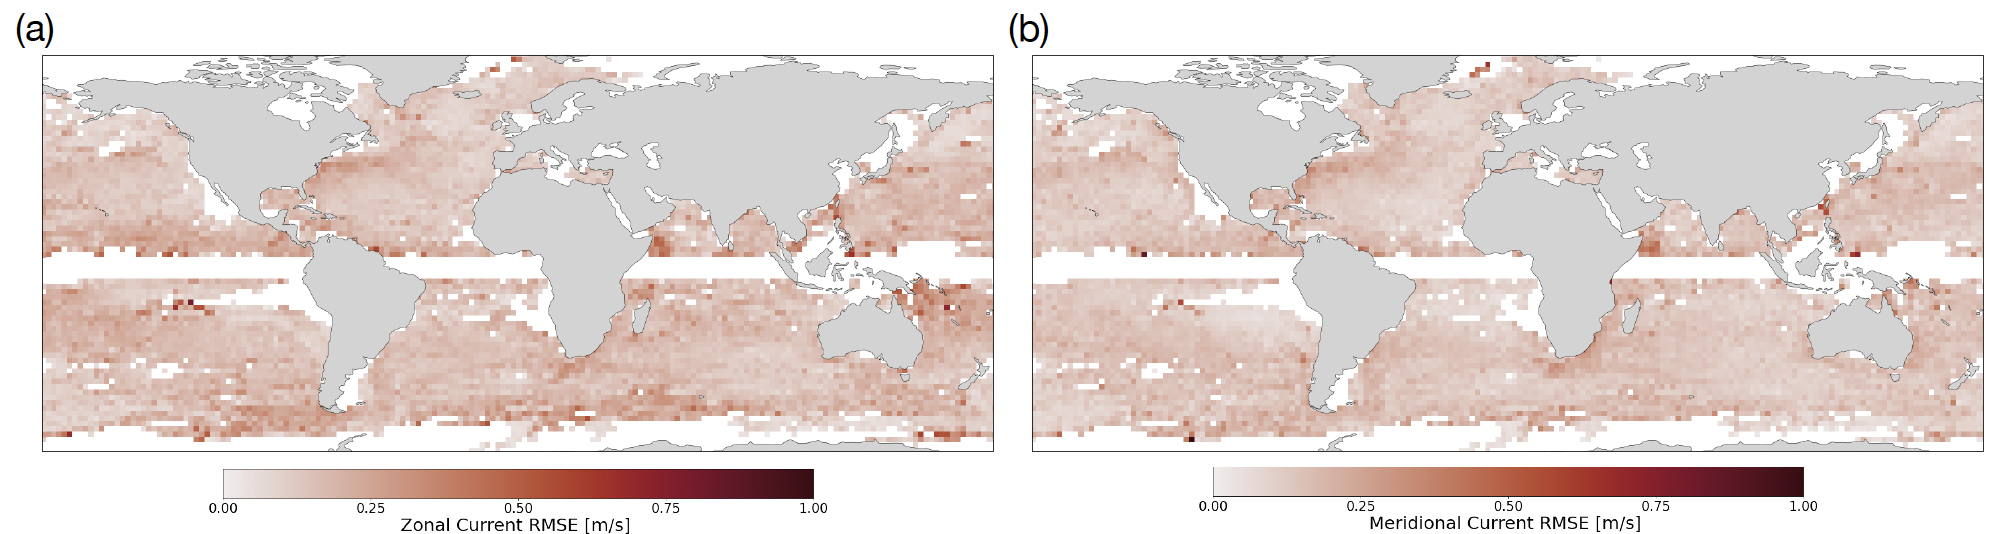 (a)
(b)
0.00 0.25 0.50 0.75 1.00
Zonal Current RMSE [m/s]
0.00 0.25 0.50 0.75 1.00
Meridional Current RMSE [m/s]